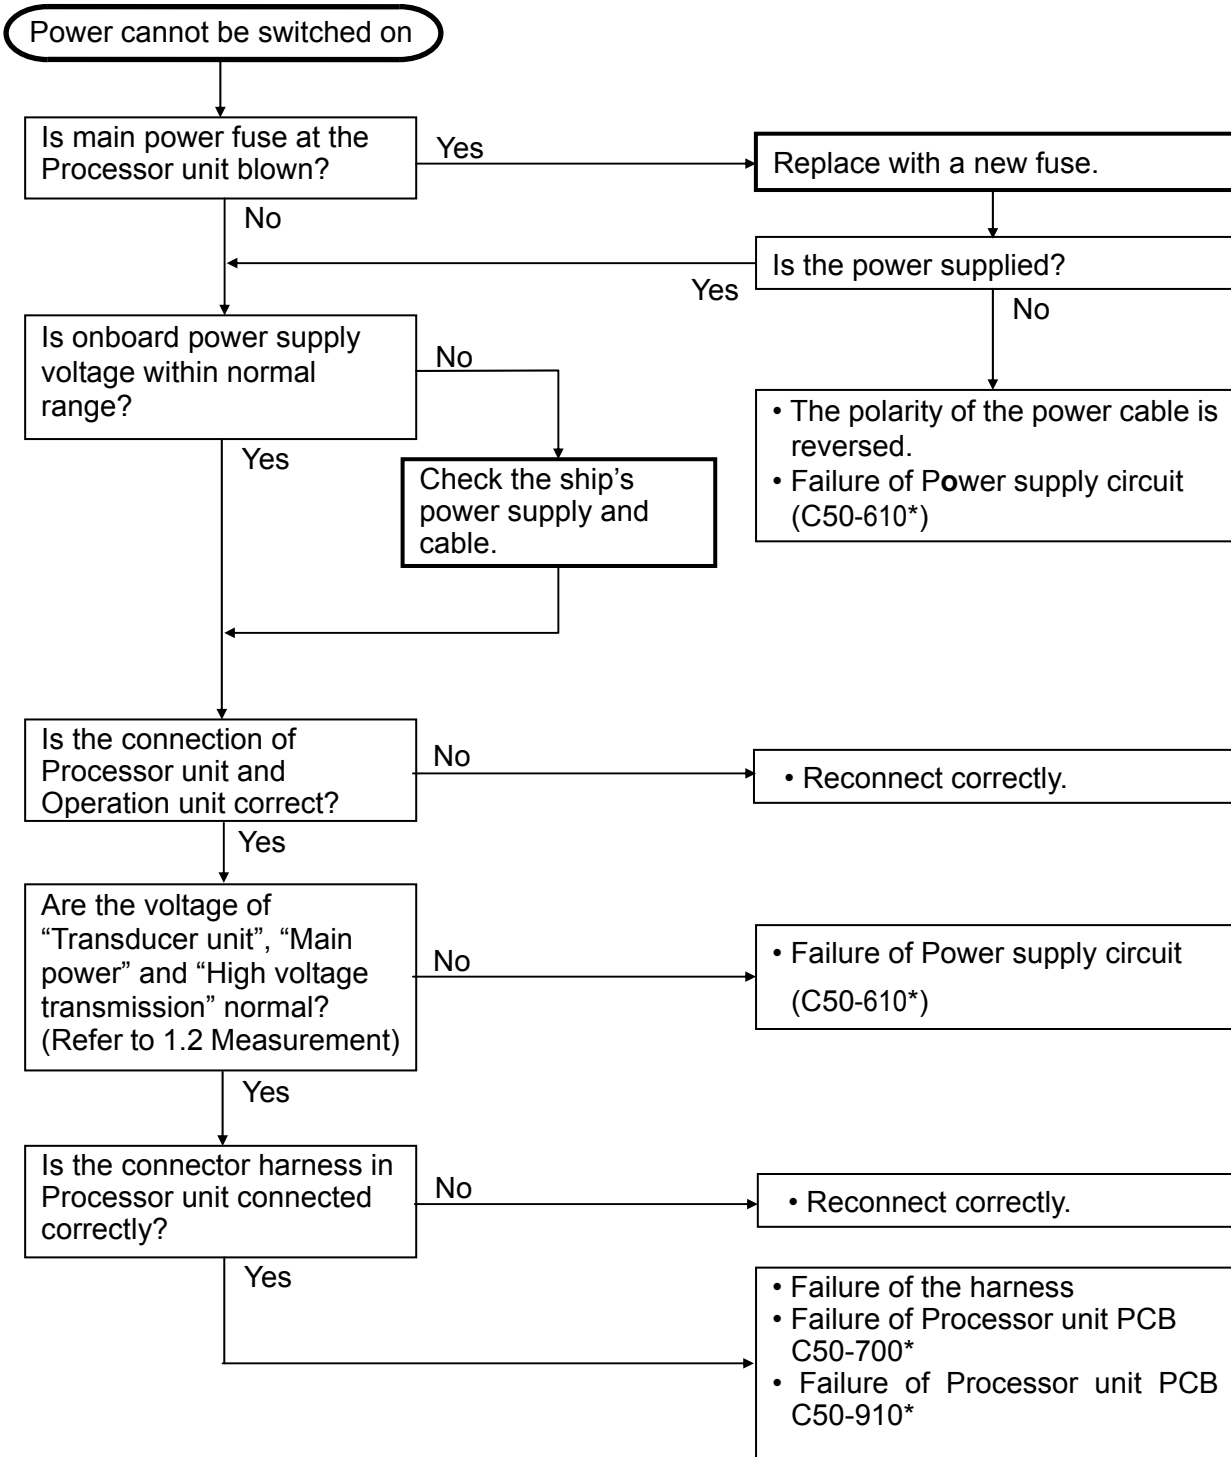 Power cannot be switched on
Is main power fuse at the
Processor unit blown?
Yes
Replace with a new fuse.
No
Is the power supplied?
Yes
No
Is onboard power supply
voltage within normal
range?
No
• The polarity of the power cable is
reversed.
• Failure of Power supply circuit
(C50-610*)
Yes
Check the ship's
power supply and
cable.
Is the connection of
Processor unit and
Operation unit correct?
No
• Reconnect correctly.
Yes
Are the voltage of
“Transducer unit”, “Main
power” and “High voltage
transmission” normal?
(Refer to 1.2 Measurement)
No
• Failure of Power supply circuit
(C50-610*)
Yes
Is the connector harness in
Processor unit connected
correctly?
No
• Reconnect correctly.
Yes
• Failure of the harness
• Failure of Processor unit PCB
C50-700*
• Failure of Processor unit PCB
C50-910*